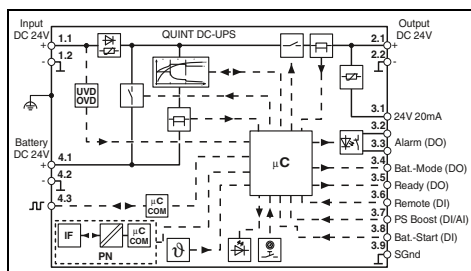 Input
DC 24V
1.1
+
1.2
-
QUINT DC-UPS
Output
DC 24V
2.1
+
2.2
-
UVD
OVD
3.1
24V 20mA
3.2
Alarm (DO)
3.3
Battery
DC 24V
4.1
+
4.2
-
4.3
µC
3.4
Bat.-Mode (DO)
3.5
Ready (DO)
3.6
Remote (DI)
3.7
PS Boost (DI/AI)
3.8
Bat.-Start (DI)
3.9
SGnd
µC
COM
IF
µC
COM
PN
ϑ